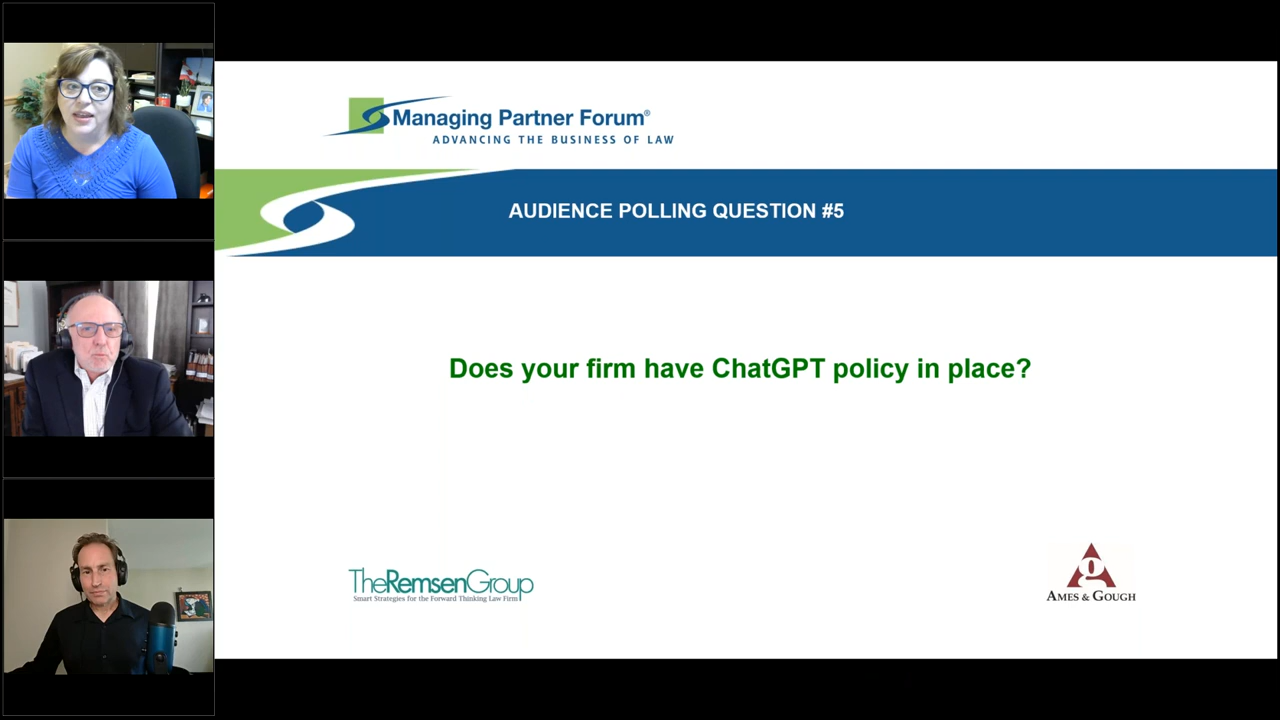 Managing Partner Forum®
ADVANCING THE BUSINESS OF LAW
AUDIENCE POLLING QUESTION #5
Does your firm have ChatGPT policy in place?
TheRemsenGroup
Smart Strategies for the Forward Thinking Law Firm
g
AMES & GOUGH